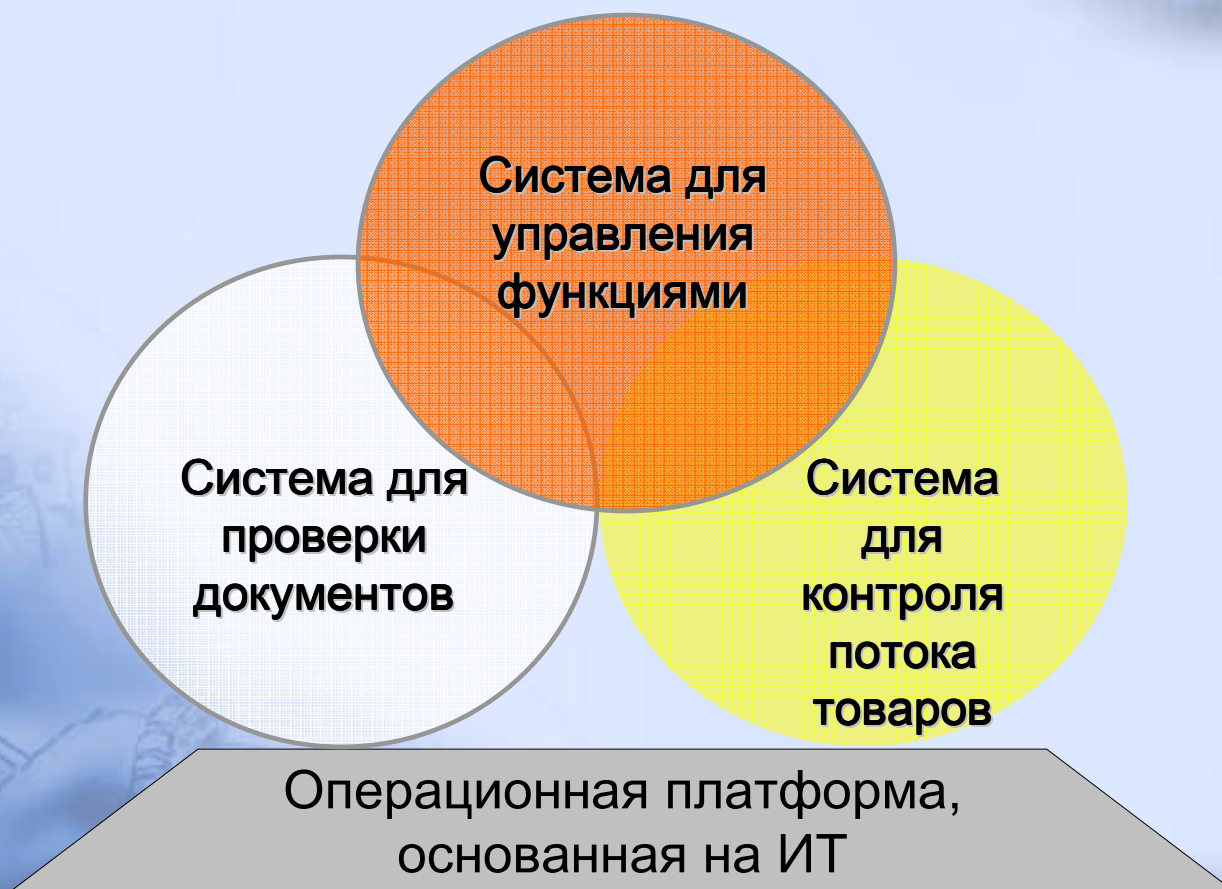 Система для
управления
функциями
Система для
проверки
документов
Система
для
контроля
потока
товаров
Операционная платформа,
основанная на ИТ